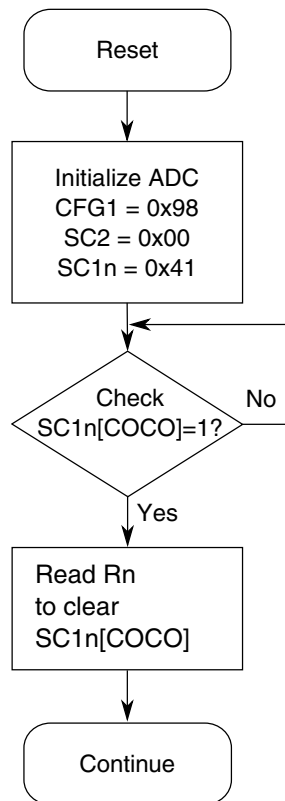 Reset
Initialize ADC
CFG1 = 0x98
SC2 = 0x00
SC1n = 0x41
Check
SC1n[COCO]=1?
No
Yes
Read Rn
to clear
SC1n[COCO]
Continue